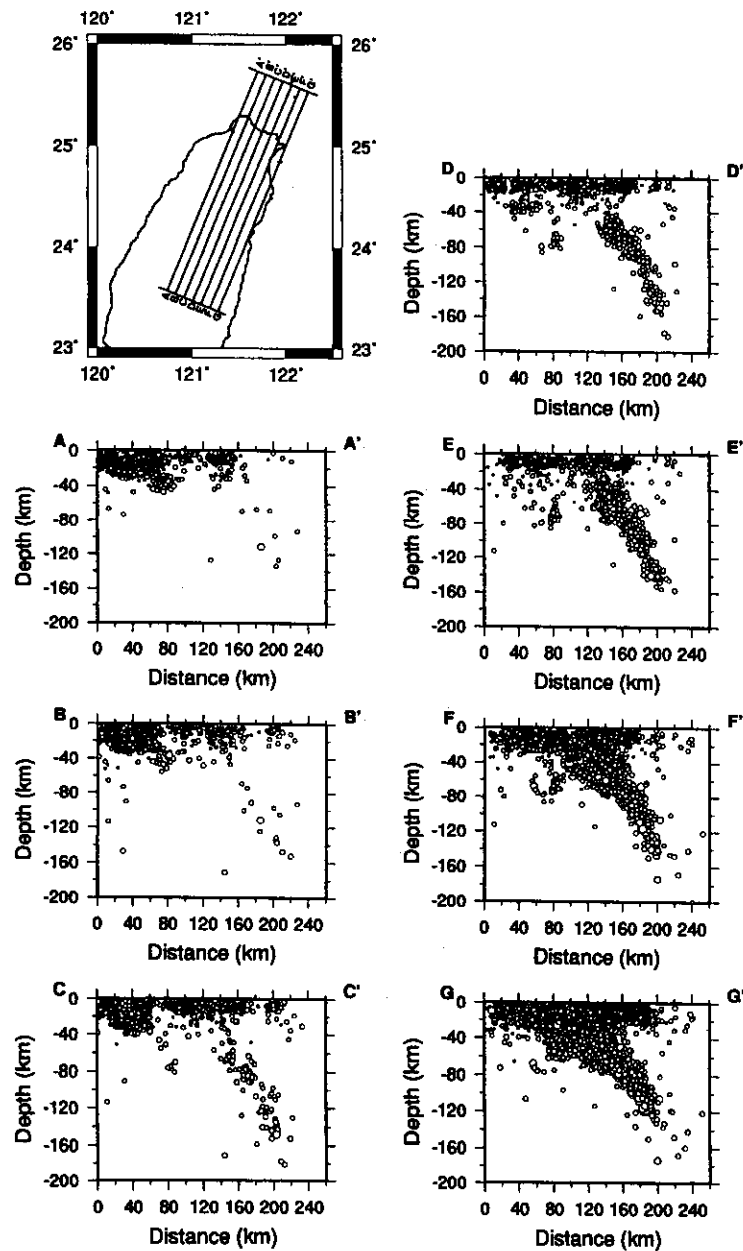 120° 121° 122°
26° 26°
A' B' C' D' E' F' G'
25° 25°
24° 24°
A B C D E F G
23° 23°
120° 121° 122°
D D'
0
-40
-80
-120
-160
-200
Depth (km)
0 40 80 120 160 200 240
Distance (km)
A A'
0
-40
-80
-120
-160
-200
Depth (km)
0 40 80 120 160 200 240
Distance (km)
E E'
0
-40
-80
-120
-160
-200
Depth (km)
0 40 80 120 160 200 240
Distance (km)
B B'
0
-40
-80
-120
-160
-200
Depth (km)
0 40 80 120 160 200 240
Distance (km)
F F'
0
-40
-80
-120
-160
-200
Depth (km)
0 40 80 120 160 200 240
Distance (km)
C C'
0
-40
-80
-120
-160
-200
Depth (km)
0 40 80 120 160 200 240
Distance (km)
G G'
0
-40
-80
-120
-160
-200
Depth (km)
0 40 80 120 160 200 240
Distance (km)